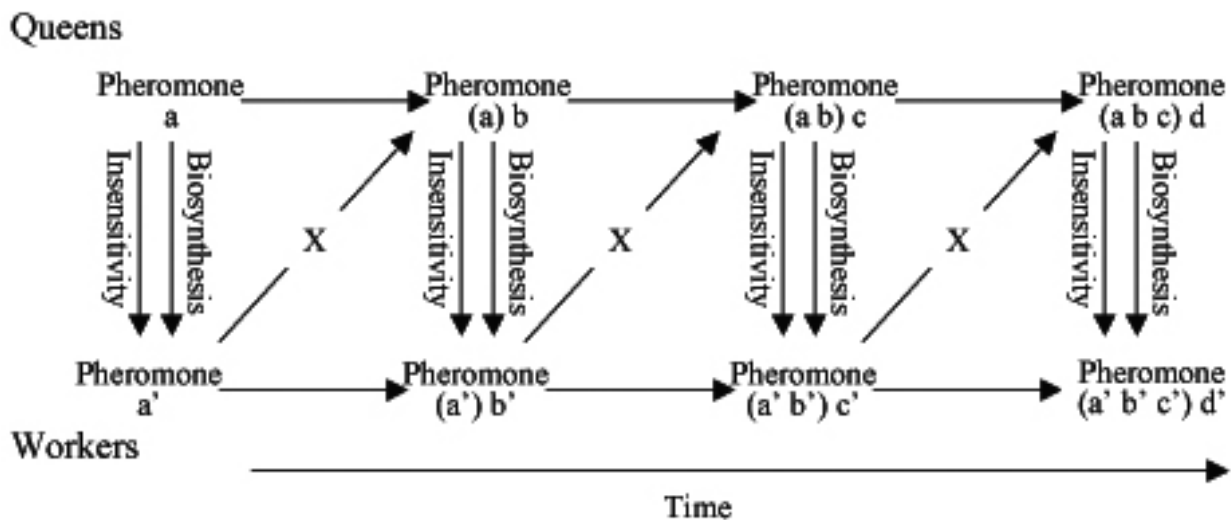 Queens
Pheromone
a
Pheromone
(a) b
Pheromone
(a b) c
Pheromone
(a b c) d
Insensitivity
Biosynthesis
Insensitivity
Biosynthesis
Insensitivity
Biosynthesis
Insensitivity
Biosynthesis
X
X
X
Pheromone
a’
Pheromone
(a’) b’
Pheromone
(a’ b’) c’
Pheromone
(a’ b’ c’) d’
Workers
Time